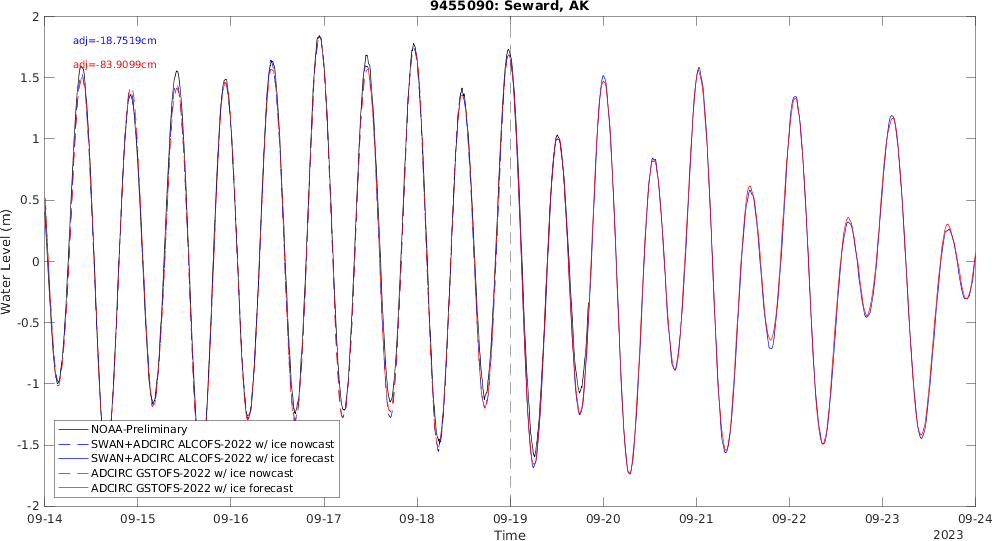 9455090: Seward, AK
adj=-18.7519cm
adj=-83.9099cm
2
1.5
1
0.5
0
-0.5
-1
-1.5
-2
Water Level (m)
NOAA-Preliminary
SWAN+ADCIRC ALCOFS-2022 w/ ice nowcast
SWAN+ADCIRC ALCOFS-2022 w/ ice forecast
ADCIRC GSTOFS-2022 w/ ice nowcast
ADCIRC GSTOFS-2022 w/ ice forecast
09-14 09-15 09-16 09-17 09-18 09-19 09-20 09-21 09-22 09-23 09-24
Time
2023